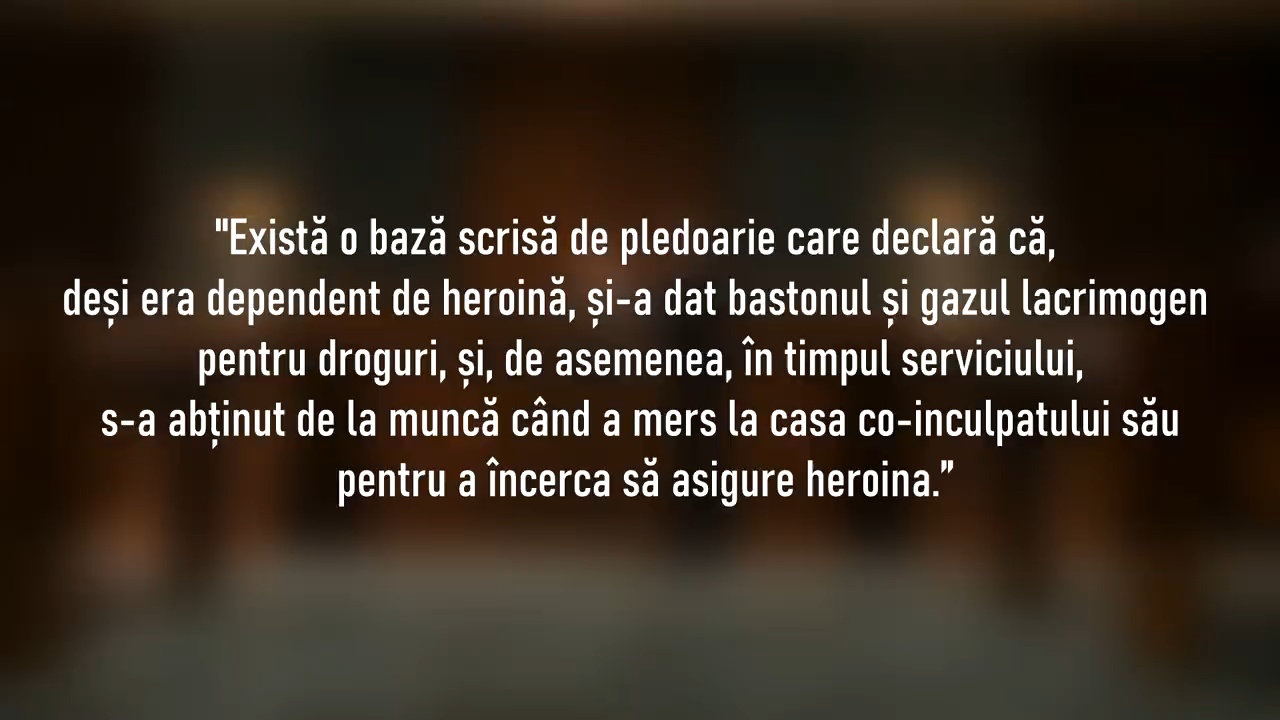 "Există o bază scrisă de pledoarie care declară că,
deși era dependent de heroină, și-a dat bastonul și gazul lacrimogen
pentru droguri, și, de asemenea, în timpul serviciului,
s-a abținut de la muncă când a mers la casa co-inculpatului său
pentru a încerca să asigure heroina.”